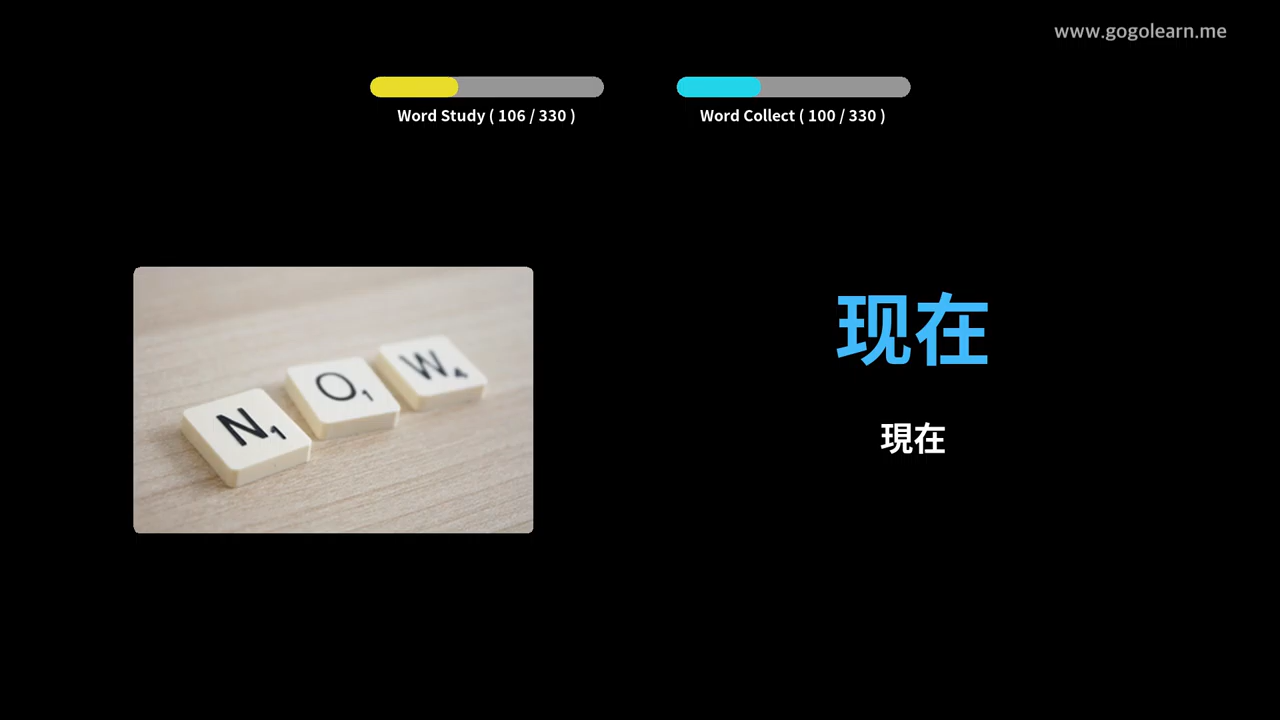 www.gogolearn.me
Word Study ( 106 / 330 )
Word Collect ( 100 / 330 )
N1 O1 W4
现在
現在